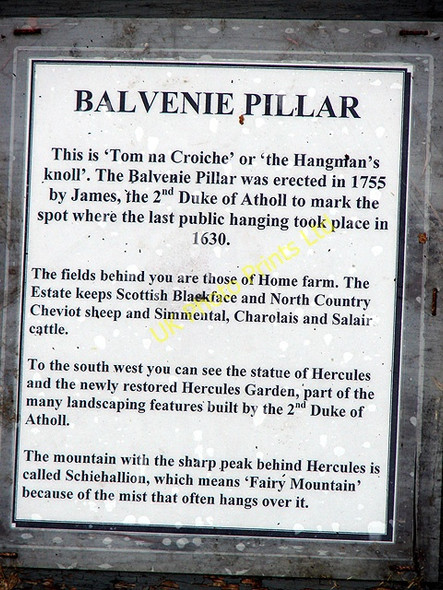 BALVENIE PILLAR
This is 'Tom na Croiche' or 'the Hangman's
knoll'. The Balvenie Pillar was erected in 1755
by James, the 2nd Duke of Atholl to mark the
spot where the last public hanging took place in
1630.
The fields behind you are those of Home farm. The
Estate keeps Scottish Blackface and North Country
Cheviot sheep and Simmental, Charolais and Salair
cattle.
To the south west you can see the statue of Hercules
and the newly restored Hercules Garden, part of the
many landscaping features built by the 2nd Duke of
Atholl.
The mountain with the sharp peak behind Hercules is
called Schiehallion, which means 'Fairy Mountain'
because of the mist that often hangs over it.
UK Photo Prints Ltd